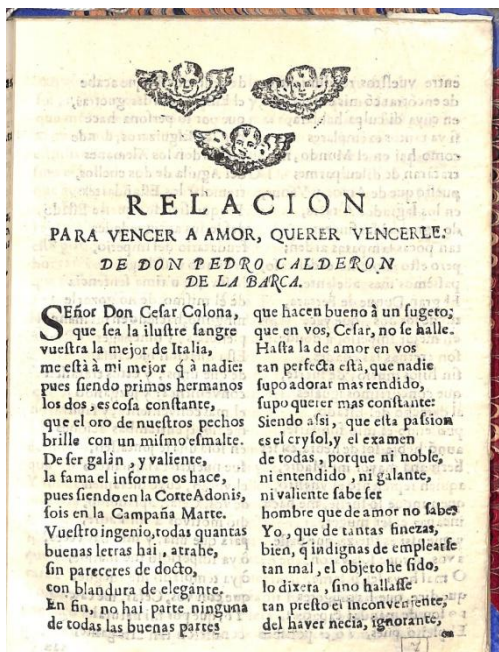 RELACION
PARA VENCER A AMOR, QUERER VENCERLE:
DE DON PEDRO CALDERON
DE LA BARCA.
SEñor Don Cesar Colona,
que sea la ilustre sangre
vuestra la mejor de Italia,
me està à mi mejor q̃ à nadie:
pues siendo primos hermanos
los dos, es cosa constante,
que el oro de nuestros pechos
brille con un mismo esmalte.
De ser galàn, y valiente,
la fama el informe os hace,
pues siendo en la Corte Adonis,
sois en la Campaña Marte.
Vuestro ingenio, todas quantas
buenas letras hai, atrahe,
sin pareceres de docto,
con blandura de elegante.
En fin, no hai parte ninguna
de todas las buenas partes
que hacen bueno à un sugeto;
que en vos, Cesar, no se halle.
Hasta la de amor en vos
tan perfecta està, que nadie
supo adorar mas rendido,
supo querer mas constante:
Siendo assi, que esta passion
es el crysol, y el examen
de todas, porque ni noble,
ni entendido, ni galante,
ni valiente sabe ser
hombre que de amor no sabe:
Yo, que de tantas finezas,
bien, q̃ indignas de emplearse
tan mal, el objeto he sido,
lo dixera, sino hallasse
tan presto el inconveniente,
del haver necia, ignorante,